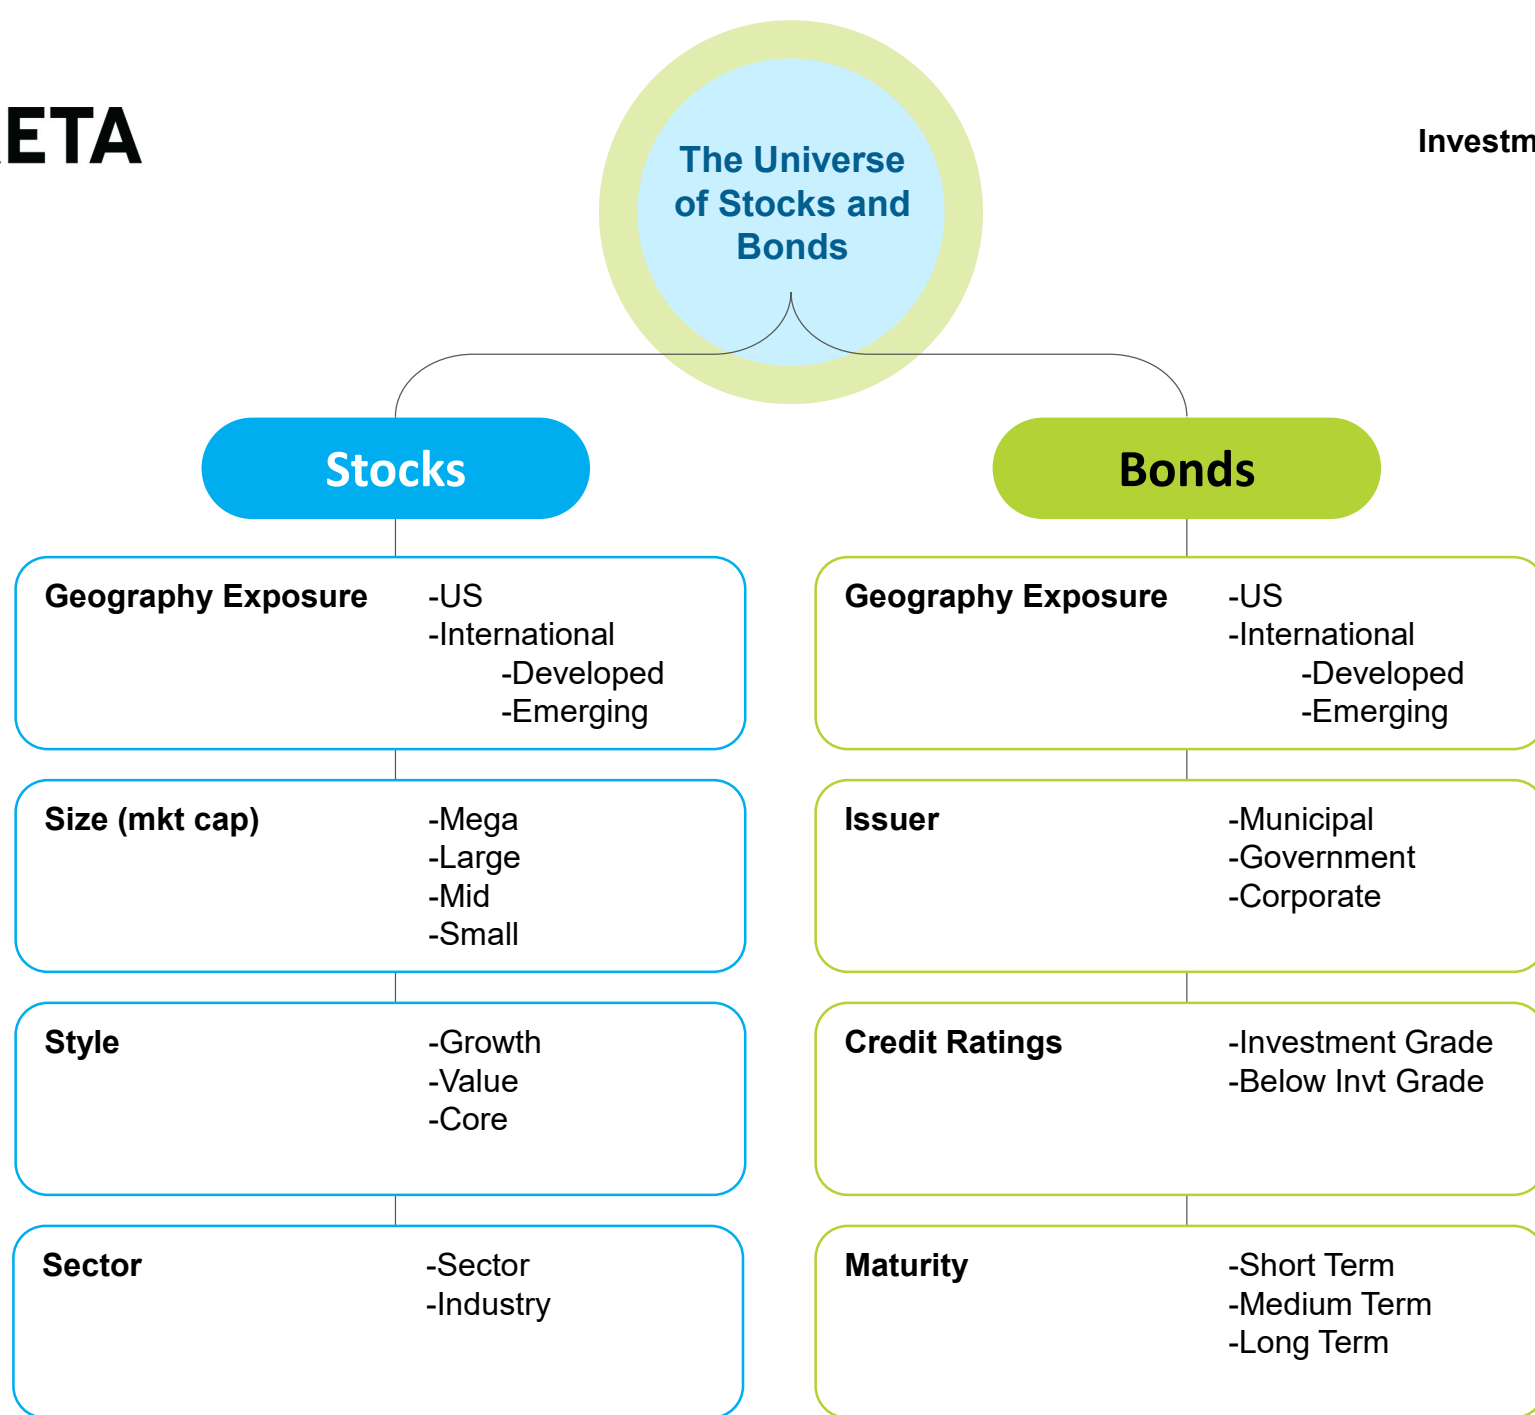 ETA
Investm
The Universe
of Stocks and
Bonds
Stocks
Bonds
Geography Exposure
-US
-International
-Developed
-Emerging
Size (mkt cap)
-Mega
-Large
-Mid
-Small
Style
-Growth
-Value
-Core
Sector
-Sector
-Industry
Geography Exposure
-US
-International
-Developed
-Emerging
Issuer
-Municipal
-Government
-Corporate
Credit Ratings
-Investment Grade
-Below Invt Grade
Maturity
-Short Term
-Medium Term
-Long Term